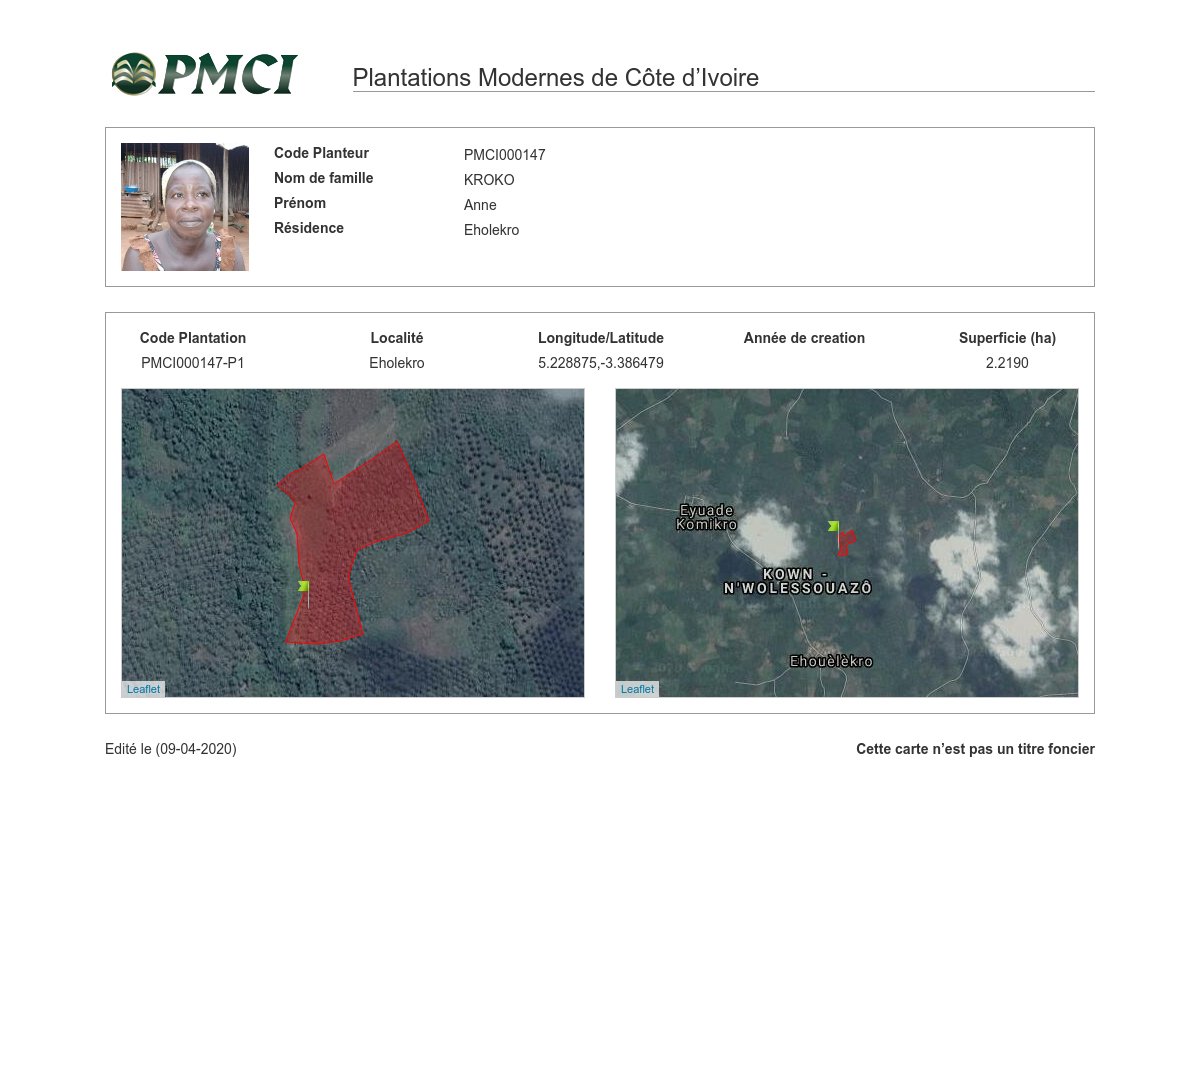 PMCI
Plantations Modernes de Côte d’Ivoire
Code Planteur PMCI000147
Nom de famille KROKO
Prénom Anne
Résidence Eholekro
Code Plantation Localité Longitude/Latitude Année de creation Superficie (ha)
PMCI000147-P1 Eholekro 5.228875,-3.386479 2.2190
Leaflet
Eyuade
Komikro
KOWN -
N'WOLESSOUAZÔ
Ehouèlèkro
Leaflet
Edité le (09-04-2020) Cette carte n’est pas un titre foncier